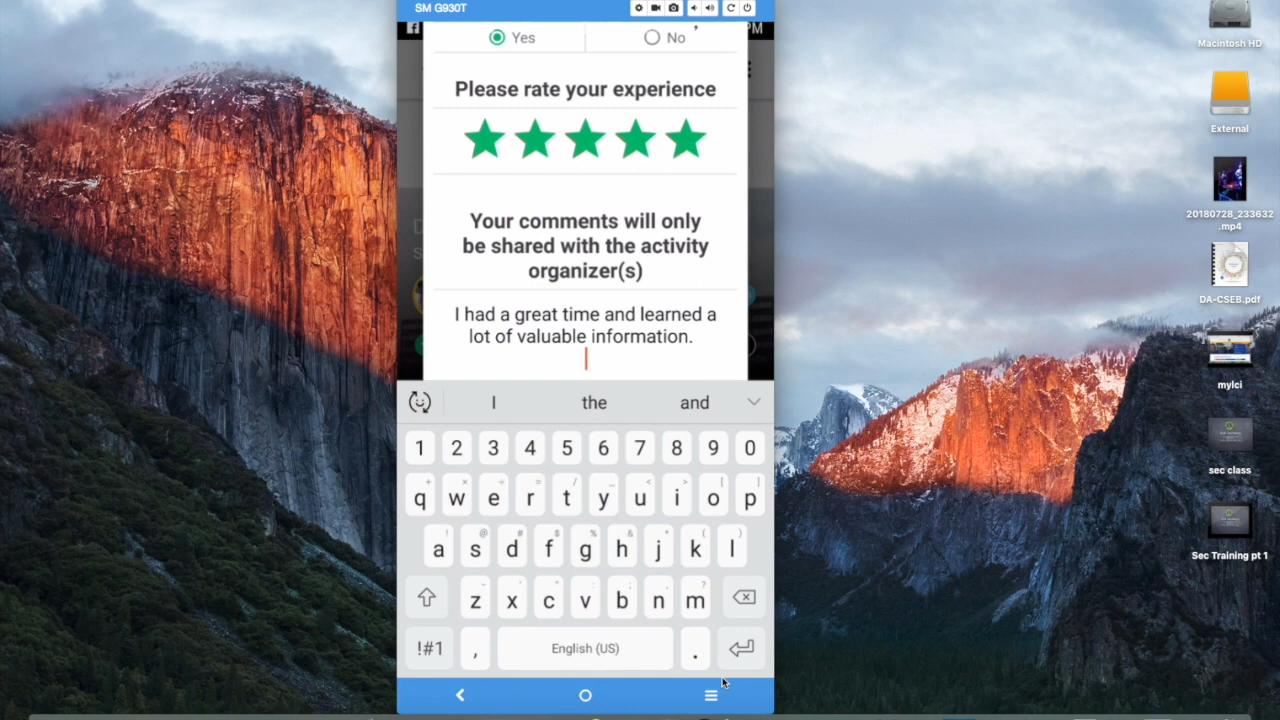 SM G930T
PM
Yes
No
Please rate your experience
Your comments will only
be shared with the activity
organizer(s)
I had a great time and learned a
lot of valuable information.
I
the
and
1 2 3 4 5 6 7 8 9 0
q w e r t y u i o p
a s d f g h j k l
z x c v b n m
!#1 , English (US) .
Macintosh HD
External
20180728_233632
.mp4
DA-CSEB.pdf
mylci
sec class
Sec Training pt 1